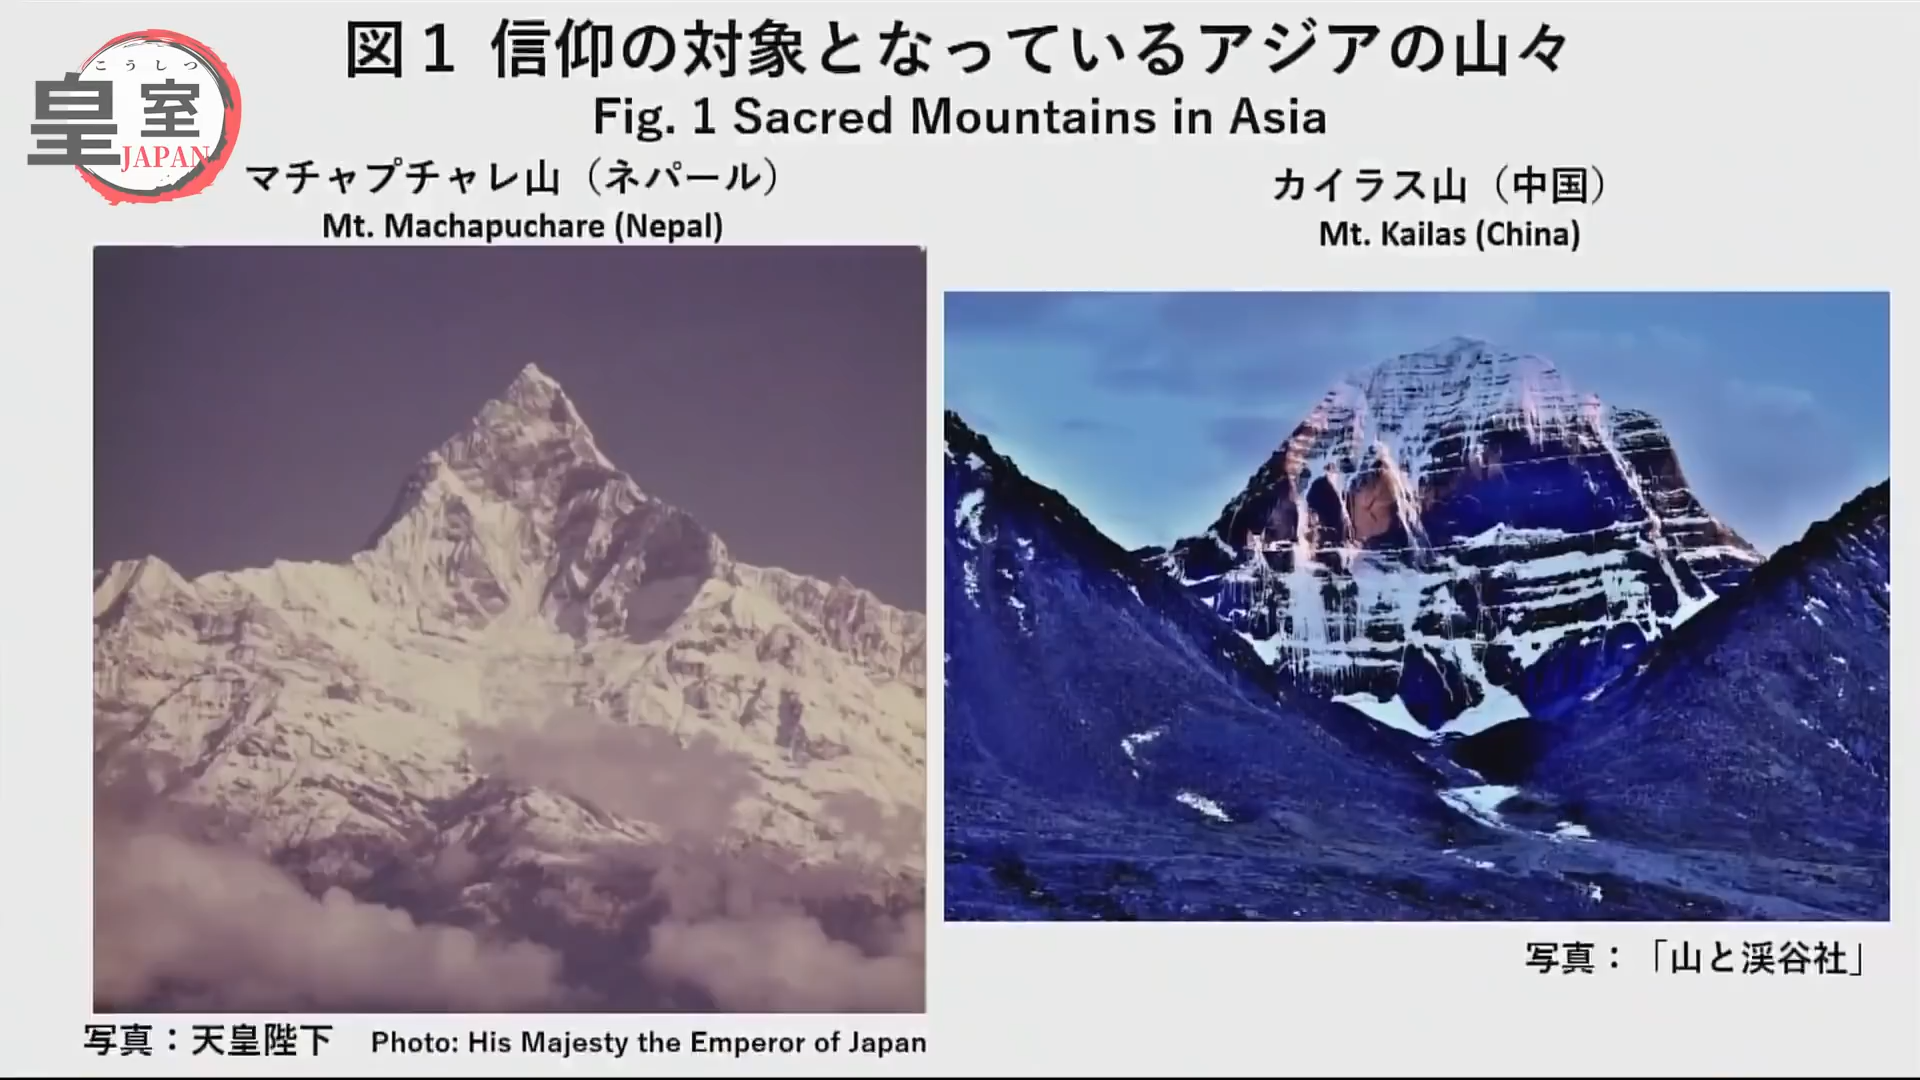 図1 信仰の対象となっているアジアの山々
Fig. 1 Sacred Mountains in Asia
こうしつ
皇室
JAPAN
マチャプチャレ山（ネパール）
Mt. Machapuchare (Nepal)
カイラス山（中国）
Mt. Kailas (China)
写真：「山と渓谷社」
写真：天皇陛下 Photo: His Majesty the Emperor of Japan